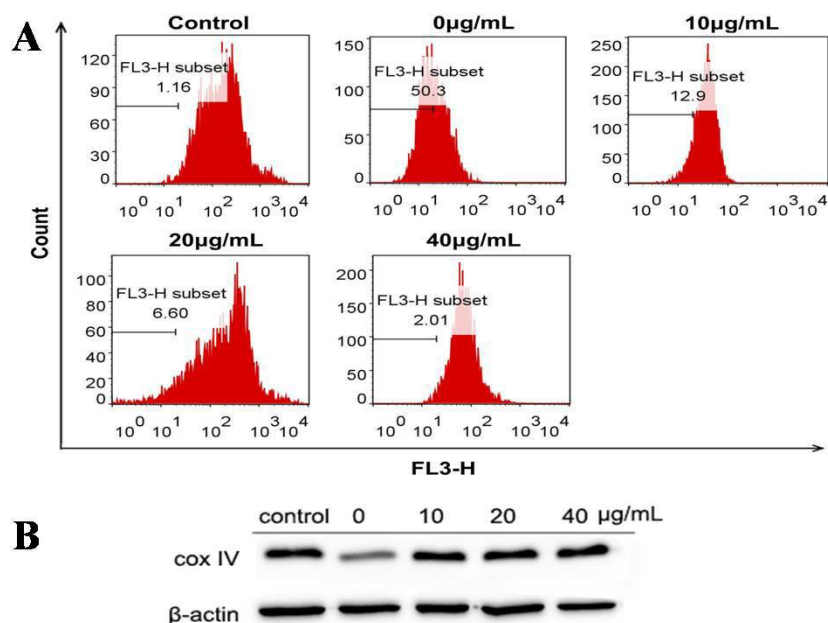 A
Control
0µg/mL
10µg/mL
120
90
60
30
0
FL3-H subset
1.16
10^0 10^1 10^2 10^3 10^4
150
100
50
0
FL3-H subset
50.3
10^0 10^1 10^2 10^3 10^4
250
200
150
100
50
0
FL3-H subset
12.9
10^0 10^1 10^2 10^3 10^4
Count
20µg/mL
40µg/mL
100
80
60
40
20
0
FL3-H subset
6.60
10^0 10^1 10^2 10^3 10^4
200
150
100
50
0
FL3-H subset
2.01
10^0 10^1 10^2 10^3 10^4
FL3-H
B
control 0 10 20 40 µg/mL
cox IV
β-actin